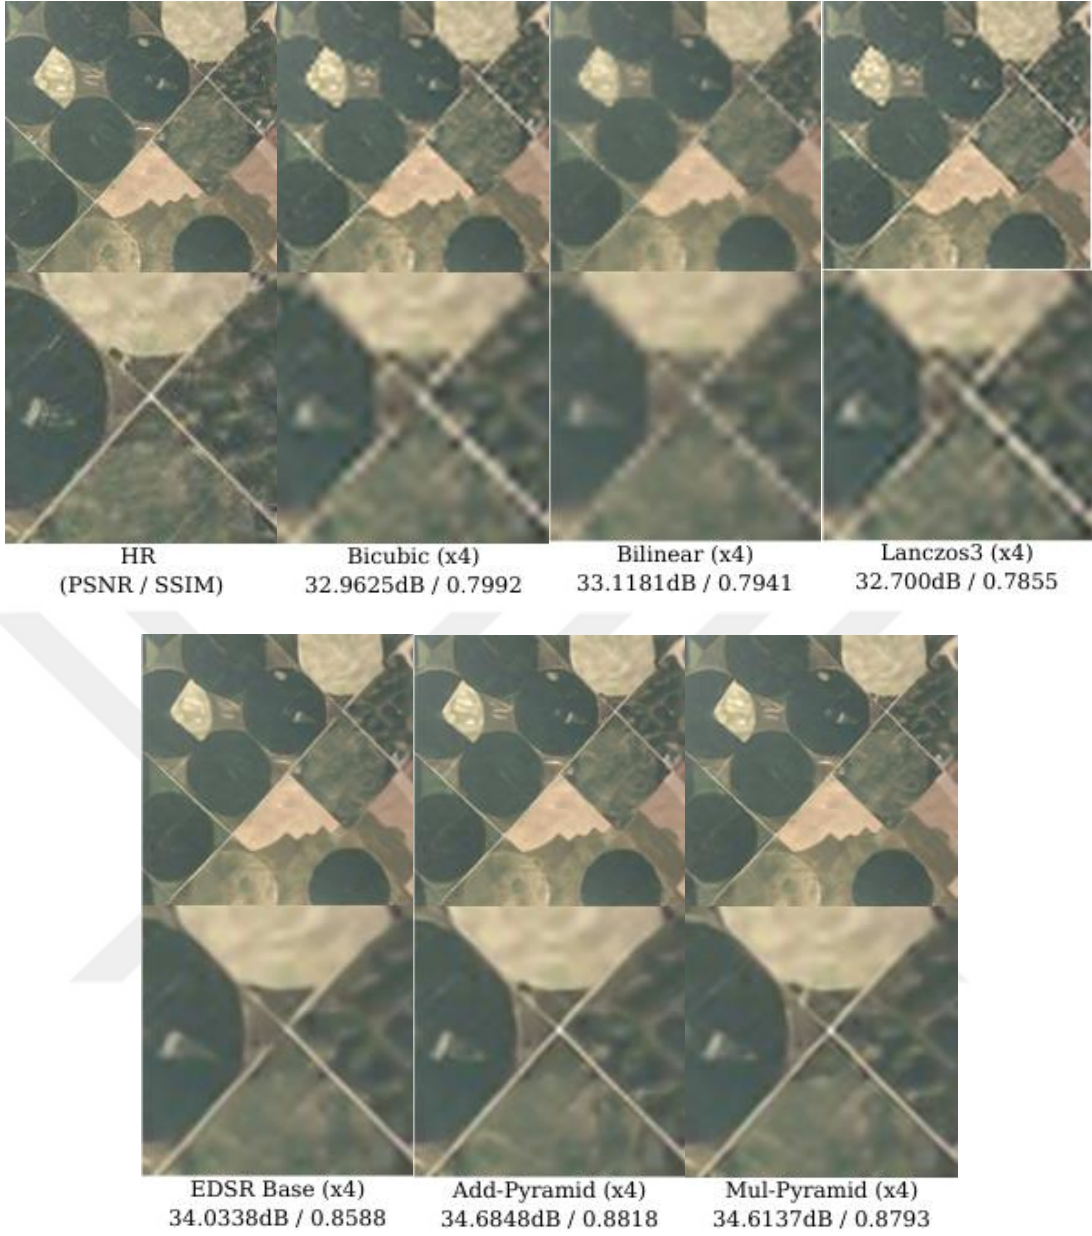 HR
(PSNR / SSIM)
Bicubic (x4)
32.9625dB / 0.7992
Bilinear (x4)
33.1181dB / 0.7941
Lanczos3 (x4)
32.700dB / 0.7855
EDSR Base (x4)
34.0338dB / 0.8588
Add-Pyramid (x4)
34.6848dB / 0.8818
Mul-Pyramid (x4)
34.6137dB / 0.8793